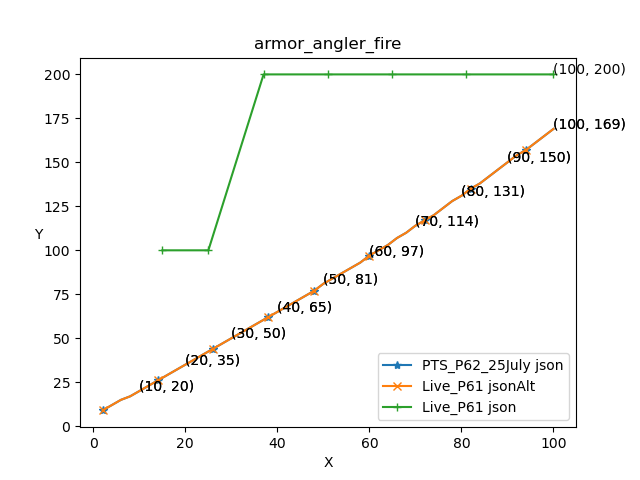 armor_angler_fire
200
175
150
125
100
75
50
25
0
Y
(100, 200)
(100, 169)
(90, 150)
(80, 131)
(70, 114)
(60, 97)
(50, 81)
(40, 65)
(30, 50)
(20, 35)
(10, 20)
PTS_P62_25July json
Live_P61 jsonAlt
Live_P61 json
0 20 40 60 80 100
X